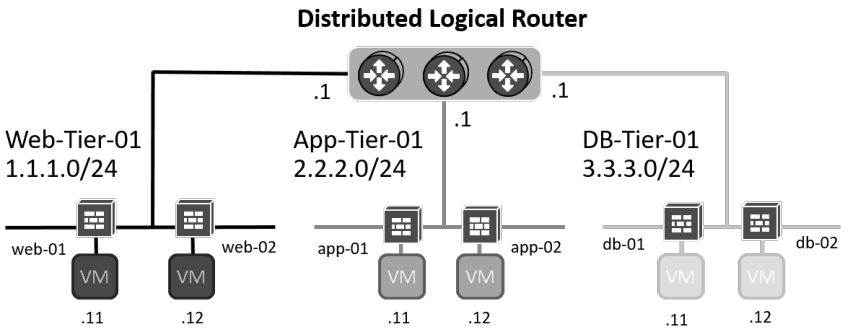 Distributed Logical Router
.1
.1
.1
Web-Tier-01
1.1.1.0/24
App-Tier-01
2.2.2.0/24
DB-Tier-01
3.3.3.0/24
web-01
web-02
app-01
app-02
db-01
db-02
VM
VM
VM
VM
VM
VM
.11
.12
.11
.12
.11
.12